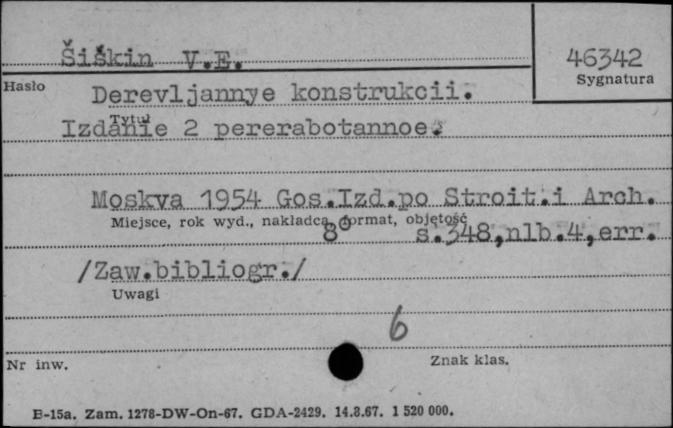 Šiškin V.E.
46342
Sygnatura
Hasło
Derevljannye konstrukcii.
Tytuł
Izdanie 2 pererabotannoe.
Moskva 1954 Gos.Izd.po Stroit.i Arch.
Miejsce, rok wyd., nakładca, format, objętość
8° s.348,nlb.4,err.
/Zaw.bibliogr./
Uwagi
6
Nr inw.
Znak klas.
B-15a. Zam. 1278-DW-On-67. GDA-2429. 14.8.67. 1 520 000.